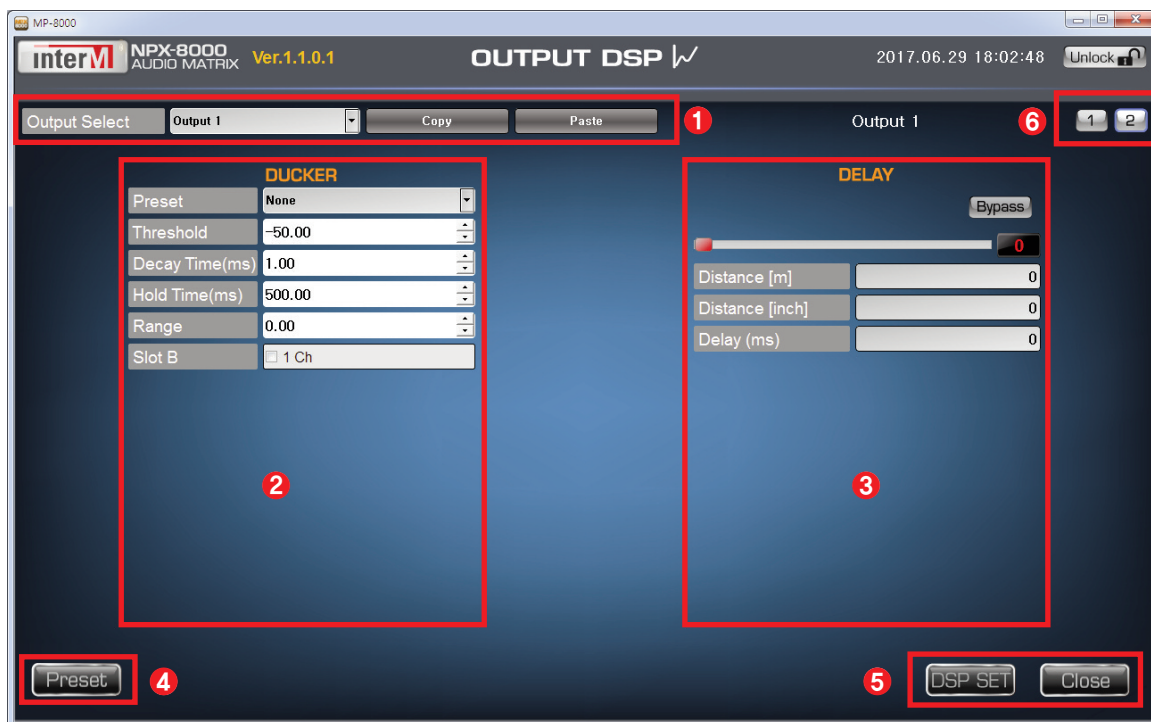 MP-8000
interM NPX-8000 AUDIO MATRIX Ver.1.1.0.1 OUTPUT DSP 2017.06.29 18:02:48 Unlock
Output Select Output 1 Copy Paste 1 Output 1 6 1 2
DUCKER
Preset None
Threshold -50.00
Decay Time(ms) 1.00
Hold Time(ms) 500.00
Range 0.00
Slot B 1 Ch
2
DELAY
Bypass
0
Distance [m] 0
Distance [inch] 0
Delay (ms) 0
3
Preset 4
5 DSP SET Close